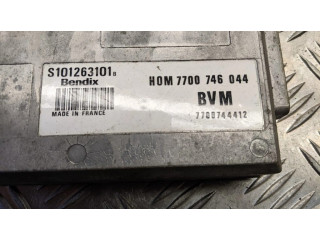 S101263101B
Bendix
MADE IN FRANCE
HOM 7700 746 044
BVM
7700744412